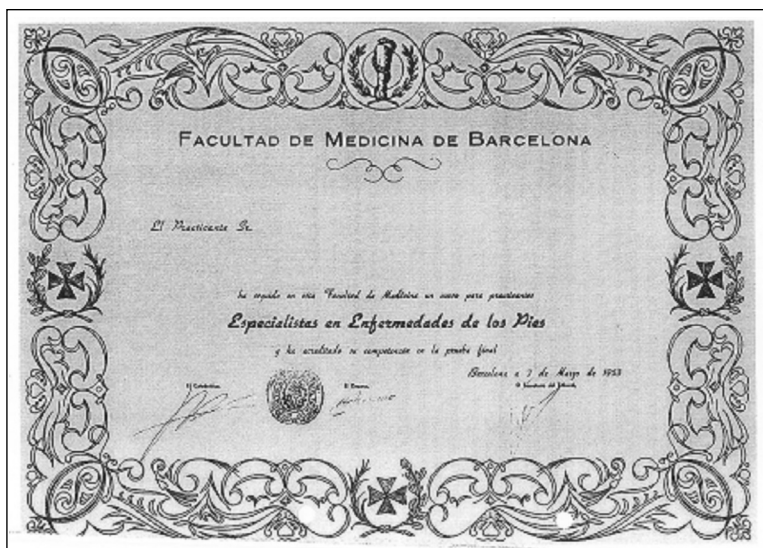 FACULTAD DE MEDICINA DE BARCELONA
El Practicante Sr.
ha seguido en esta Facultad de Medicina un curso para practicantes
Especialistas en Enfermedades de los Pies
y ha acreditado su competencia en la prueba final
Barcelona a 7 de Marzo de 1953
El Catedrático, El Decano, El Secretario del